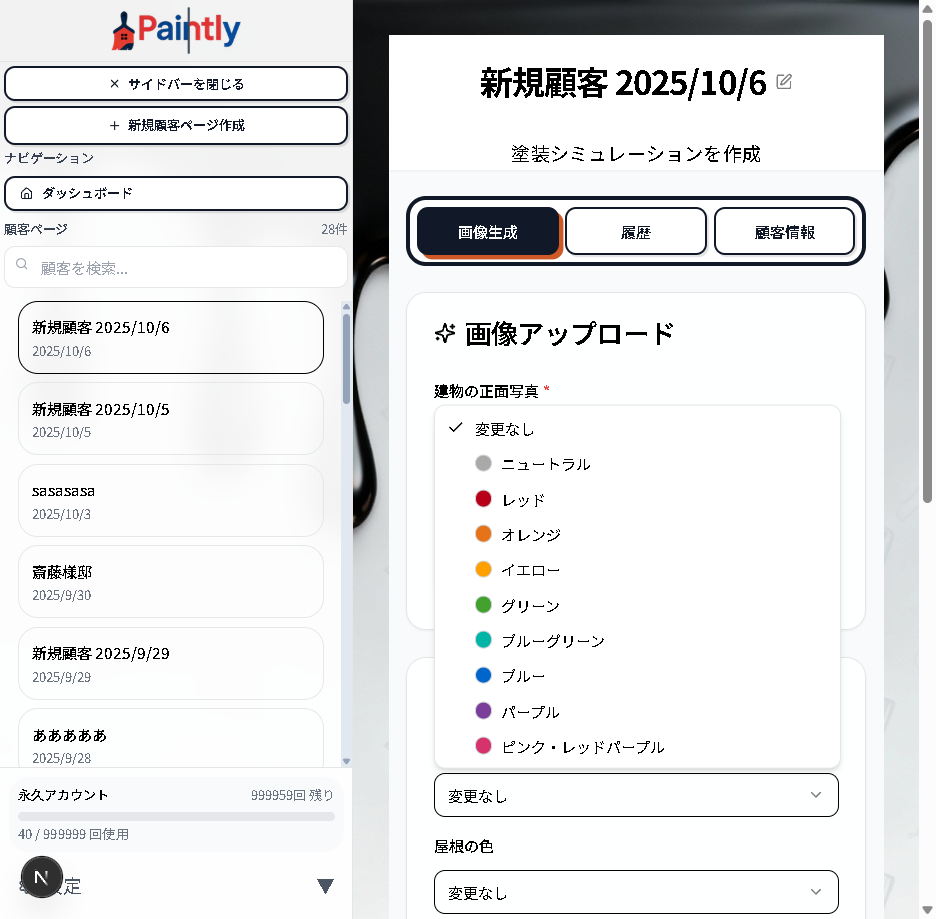 Paintly
サイドバーを閉じる
新規顧客ページ作成
ナビゲーション
ダッシュボード
顧客ページ 28件
顧客を検索...
新規顧客 2025/10/6
2025/10/6
新規顧客 2025/10/5
2025/10/5
sasasasa
2025/10/3
斎藤様邸
2025/9/30
新規顧客 2025/9/29
2025/9/29
あああああ
2025/9/28
永久アカウント 999959回 残り
40 / 999999 回使用
N
定
新規顧客 2025/10/6
塗装シミュレーションを作成
画像生成 履歴 顧客情報
画像アップロード
建物の正面写真 *
変更なし
ニュートラル
レッド
オレンジ
イエロー
グリーン
ブルーグリーン
ブルー
パープル
ピンク・レッドパープル
変更なし
屋根の色
変更なし